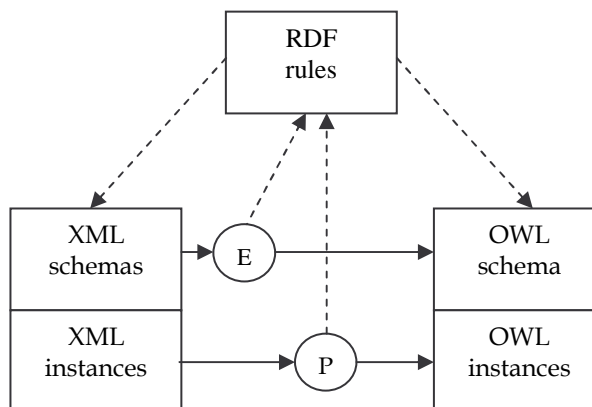 RDF
rules
XML
schemas
E
OWL
schema
XML
instances
P
OWL
instances